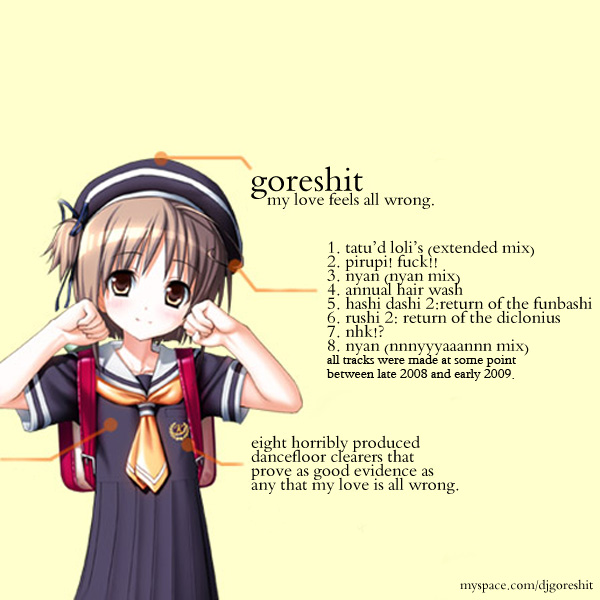 goreshit
my love feels all wrong.
1. tatu'd loli's (extended mix)
2. pirupi! fuck!!
3. nyan (nyan mix)
4. annual hair wash
5. hashi dashi 2:return of the funbashi
6. rushi 2: return of the diclonius
7. nhk!?
8. nyan (nnnyyyaaannn mix)
all tracks were made at some point
between late 2008 and early 2009.
eight horribly produced
dancefloor clearers that
prove as good evidence as
any that my love is all wrong.
myspace.com/djgoreshit